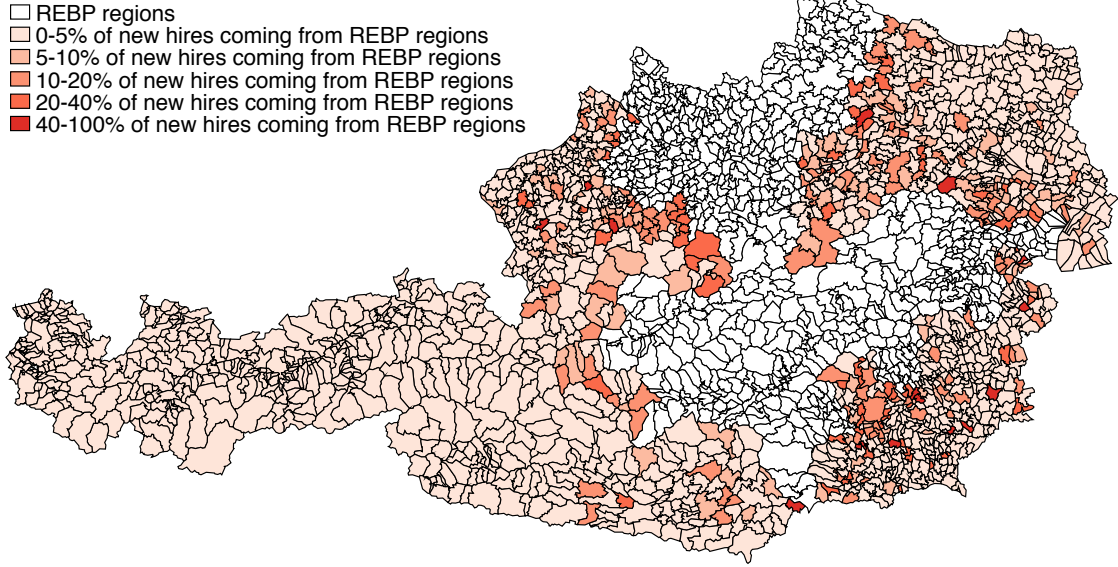 REBP regions
0-5% of new hires coming from REBP regions
5-10% of new hires coming from REBP regions
10-20% of new hires coming from REBP regions
20-40% of new hires coming from REBP regions
40-100% of new hires coming from REBP regions